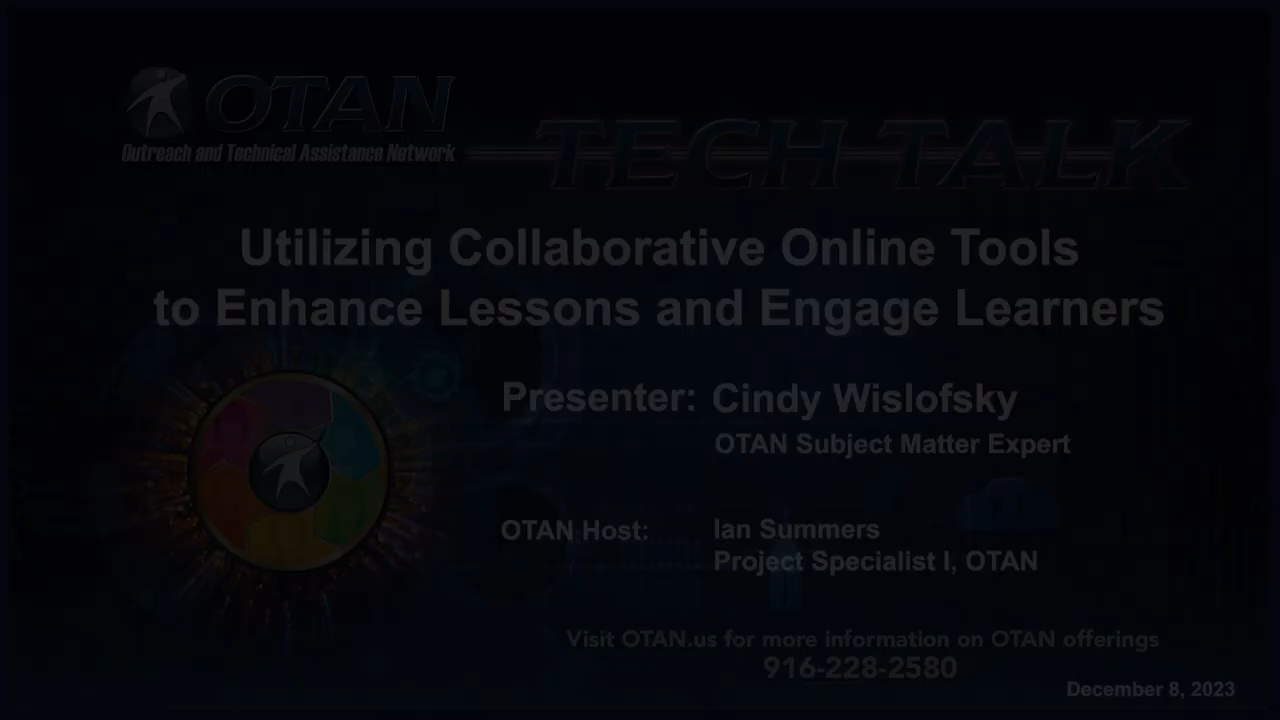 OTAN
Outreach and Technical Assistance Network
TECH TALK
Utilizing Collaborative Online Tools
to Enhance Lessons and Engage Learners
Presenter: Cindy Wislofsky
OTAN Subject Matter Expert
OTAN Host: Ian Summers
Project Specialist I, OTAN
Visit OTAN.us for more information on OTAN offerings
916-228-2580
December 8, 2023